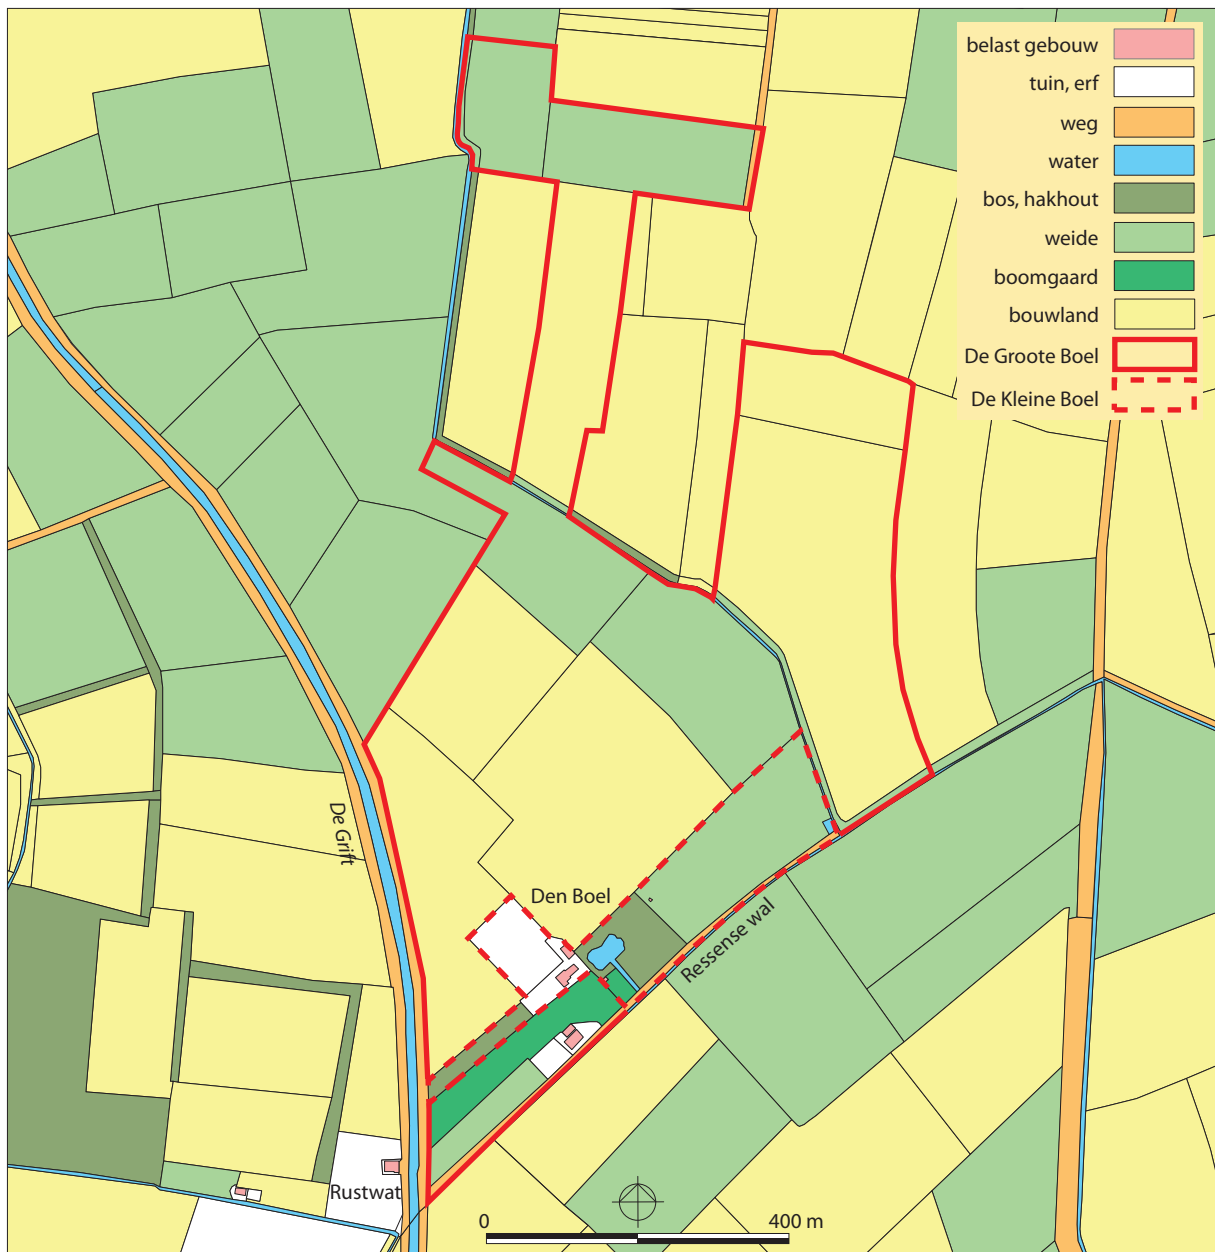 belast gebouw
tuin, erf
weg
water
bos, hakhout
weide
boomgaard
bouwland
De Groote Boel
De Kleine Boel
De Grift
Den Boel
Ressense wal
Rustwat
0 400 m